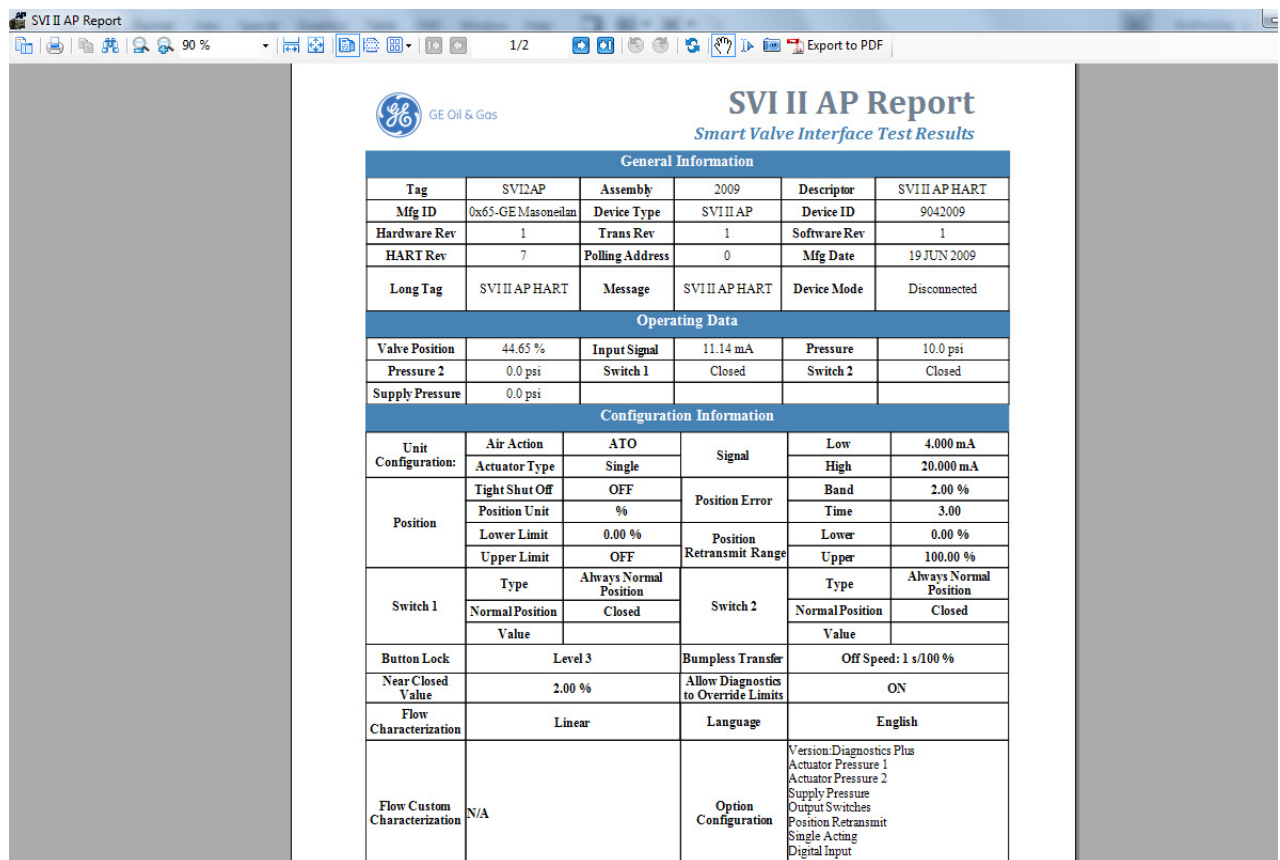 SVI II AP Report
90 % 1/2 Export to PDF
GE Oil & Gas
SVI II AP Report
Smart Valve Interface Test Results
General Information
Tag SVI2AP Assembly 2009 Descriptor SVI II AP HART
Mfg ID 0x65-GE Masoneilan Device Type SVI II AP Device ID 9042009
Hardware Rev 1 Trans Rev 1 Software Rev 1
HART Rev 7 Polling Address 0 Mfg Date 19 JUN 2009
Long Tag SVI II AP HART Message SVI II AP HART Device Mode Disconnected
Operating Data
Valve Position 44.65 % Input Signal 11.14 mA Pressure 10.0 psi
Pressure 2 0.0 psi Switch 1 Closed Switch 2 Closed
Supply Pressure 0.0 psi
Configuration Information
Unit Configuration: Air Action ATO Signal Low 4.000 mA
Actuator Type Single High 20.000 mA
Position Tight Shut Off OFF Position Error Band 2.00 %
Position Unit % Time 3.00
Lower Limit 0.00 % Position Retransmit Range Lower 0.00 %
Upper Limit OFF Upper 100.00 %
Switch 1 Type Always Normal Position Switch 2 Type Always Normal Position
Normal Position Closed Normal Position Closed
Value Value
Button Lock Level 3 Bumpless Transfer Off Speed: 1 s/100 %
Near Closed Value 2.00 % Allow Diagnostics to Override Limits ON
Flow Characterization Linear Language English
Flow Custom Characterization N/A Option Configuration Version:Diagnostics Plus
Actuator Pressure 1
Actuator Pressure 2
Supply Pressure
Output Switches
Position Retransmit
Single Acting
Digital Input